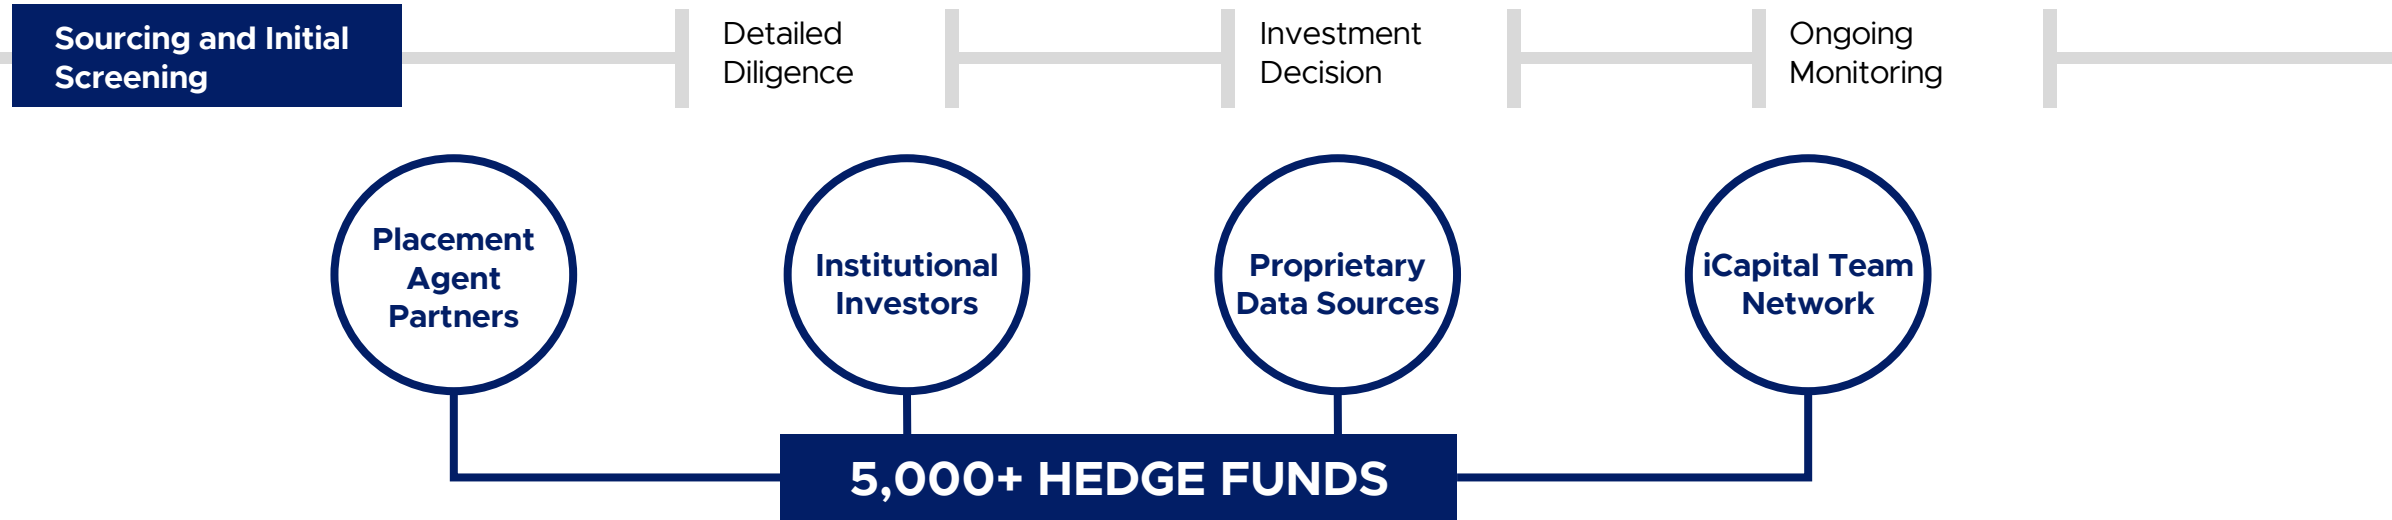 Sourcing and Initial
Screening
Detailed
Diligence
Investment
Decision
Ongoing
Monitoring
Placement
Agent
Partners
Institutional
Investors
Proprietary
Data Sources
iCapital Team
Network
5,000+ HEDGE FUNDS